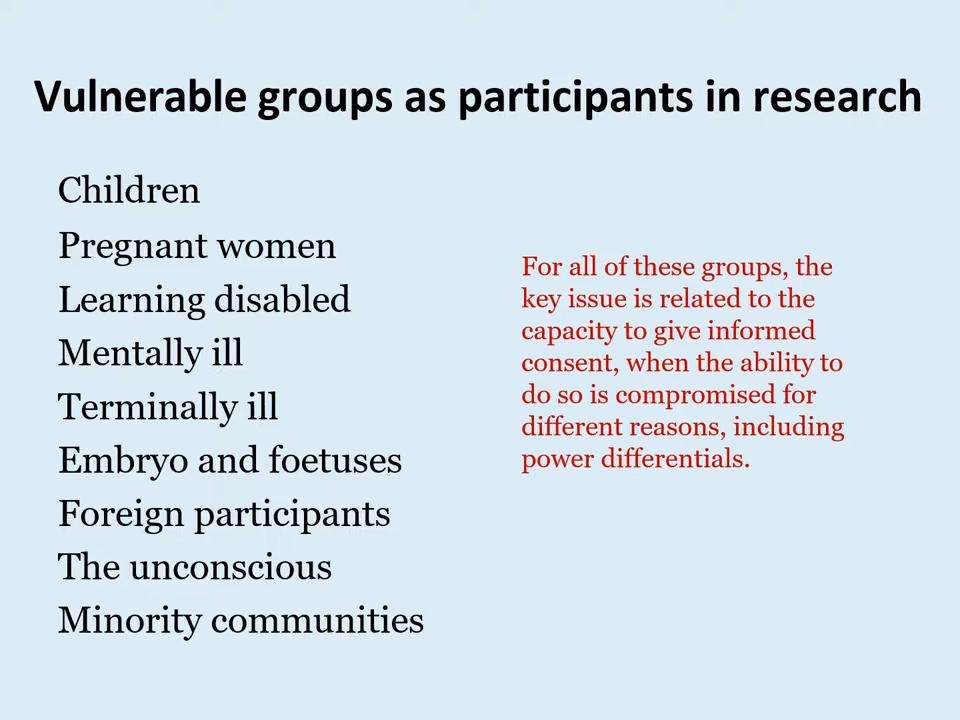 Vulnerable groups as participants in research
Children
Pregnant women
Learning disabled
Mentally ill
Terminally ill
Embryo and foetuses
Foreign participants
The unconscious
Minority communities
For all of these groups, the
key issue is related to the
capacity to give informed
consent, when the ability to
do so is compromised for
different reasons, including
power differentials.